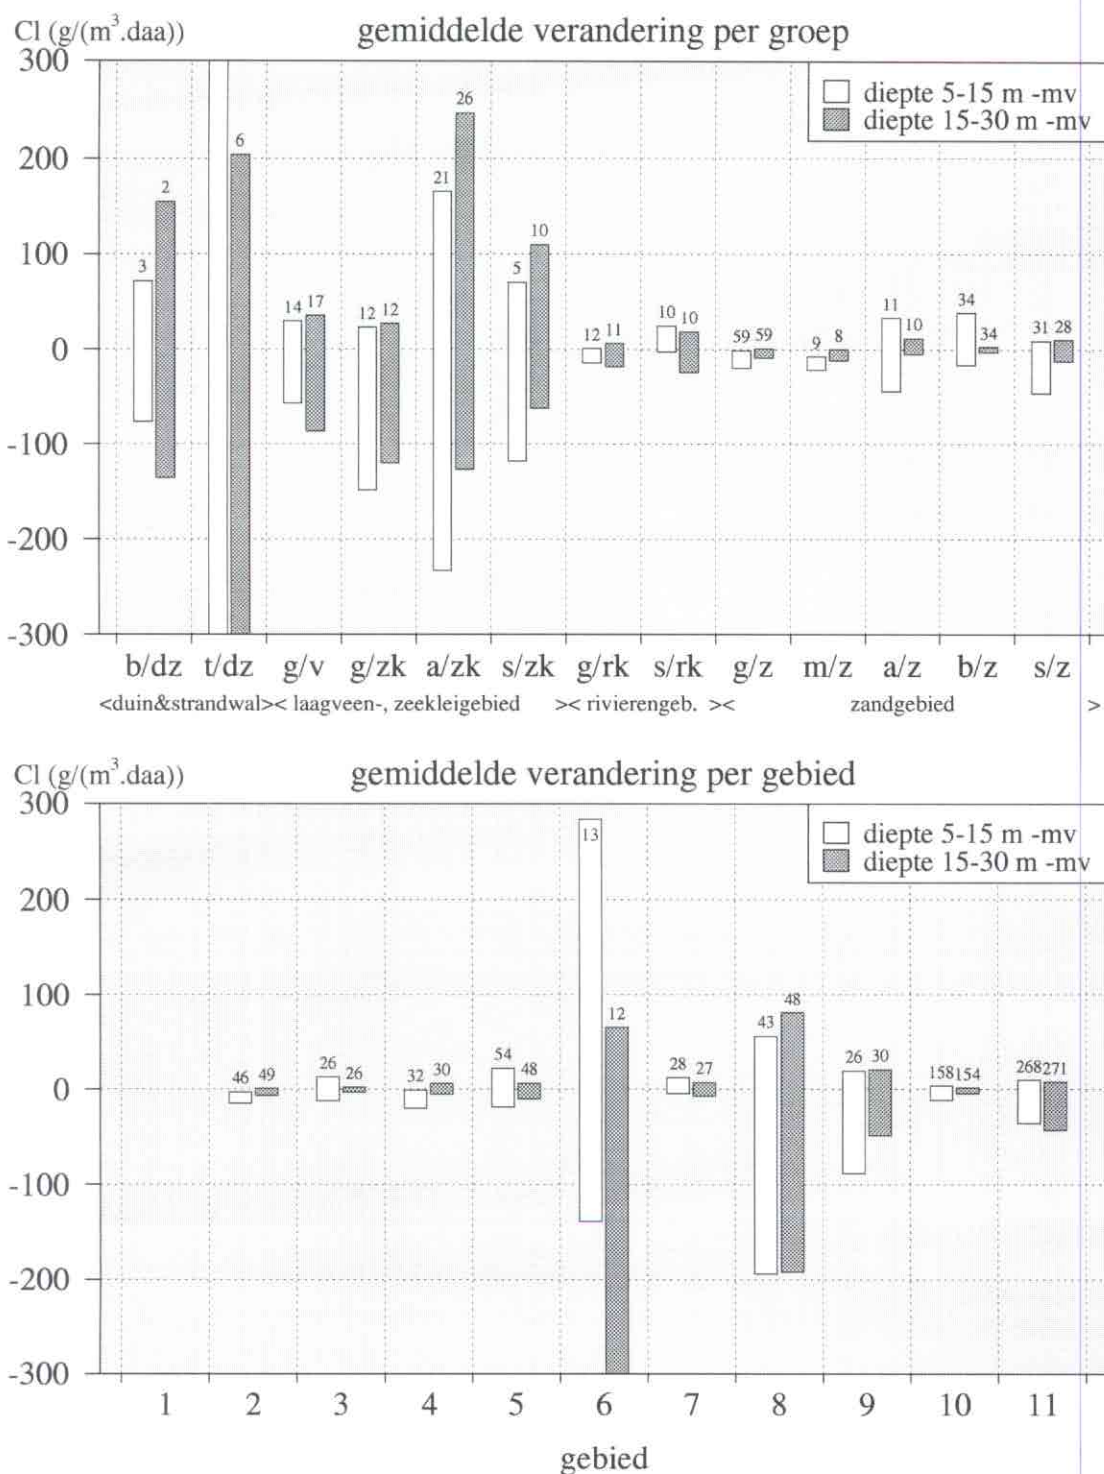 Cl (g/(m³.daa)) gemiddelde verandering per groep
300
200
100
0
-100
-200
-300
diepte 5-15 m -mv
diepte 15-30 m -mv
3 2 6 14 17 12 12 21 26 5 10 12 11 10 10 59 59 9 8 11 10 34 34 31 28
b/dz t/dz g/v g/zk a/zk s/zk g/rk s/rk g/z m/z a/z b/z s/z
<duin&strandwal>< laagveen-, zeekleigebied >< rivierengeb. >< zandgebied >
Cl (g/(m³.daa)) gemiddelde verandering per gebied
300
200
100
0
-100
-200
-300
diepte 5-15 m -mv
diepte 15-30 m -mv
46 49 26 26 32 30 54 48 13 12 28 27 43 48 26 30 158 154 268 271
1 2 3 4 5 6 7 8 9 10 11
gebied